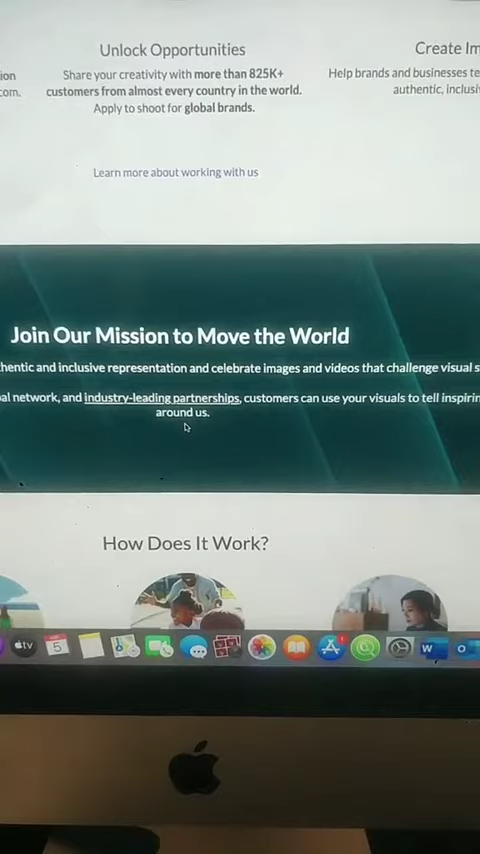 Unlock Opportunities
Create Im
ion
Share your creativity with more than 825K+
Help brands and businesses te
com.
customers from almost every country in the world.
authentic, inclusi
Apply to shoot for global brands.
Learn more about working with us
Join Our Mission to Move the World
hentic and inclusive representation and celebrate images and videos that challenge visual s
al network, and industry-leading partnerships, customers can use your visuals to tell inspirin
around us.
How Does It Work?
tv
5
W
O